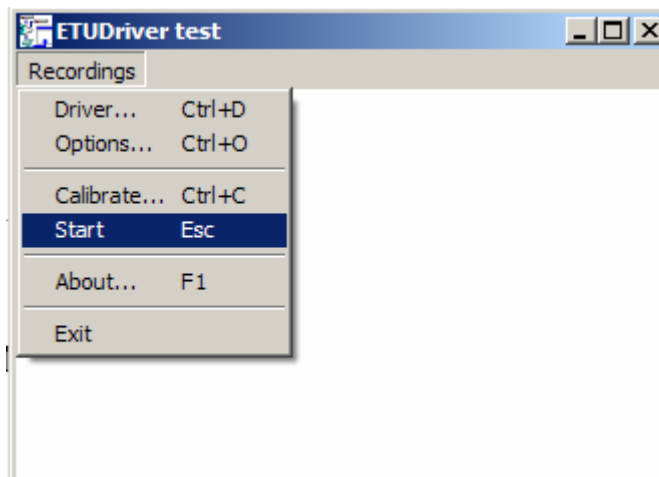 ETUDriver test
Recordings
Driver... Ctrl+D
Options... Ctrl+O
Calibrate... Ctrl+C
Start Esc
About... F1
Exit